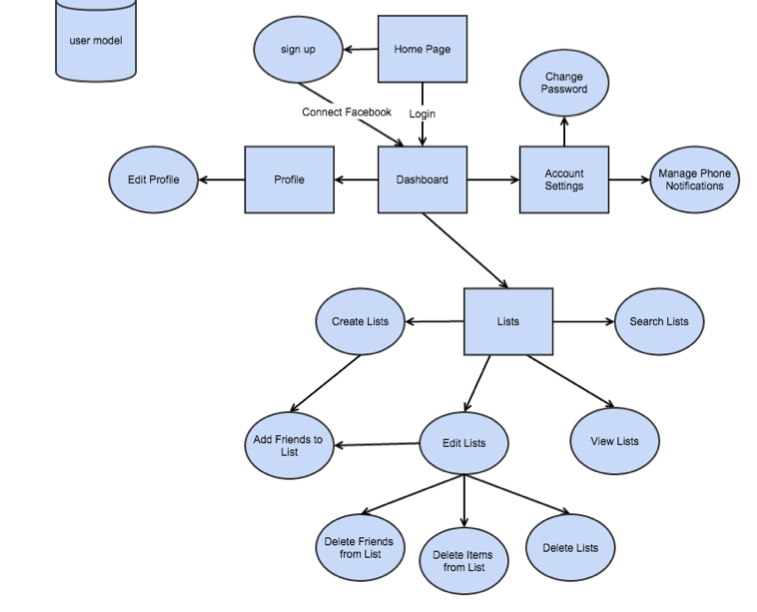 user model
sign up
Home Page
Change
Password
Connect Facebook
Login
Edit Profile
Profile
Dashboard
Account
Settings
Manage Phone
Notifications
Create Lists
Lists
Search Lists
Add Friends to
List
Edit Lists
View Lists
Delete Friends
from List
Delete Items
from List
Delete Lists